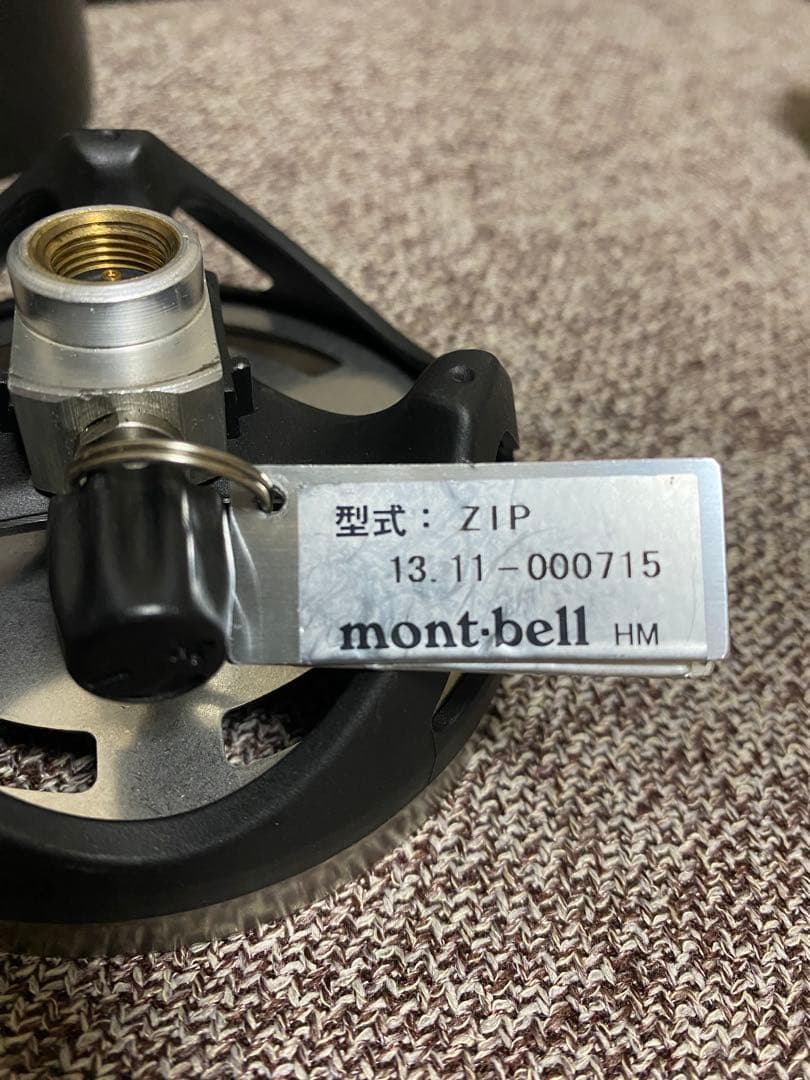 型式: ZIP
13.11-000715
mont·bell HM